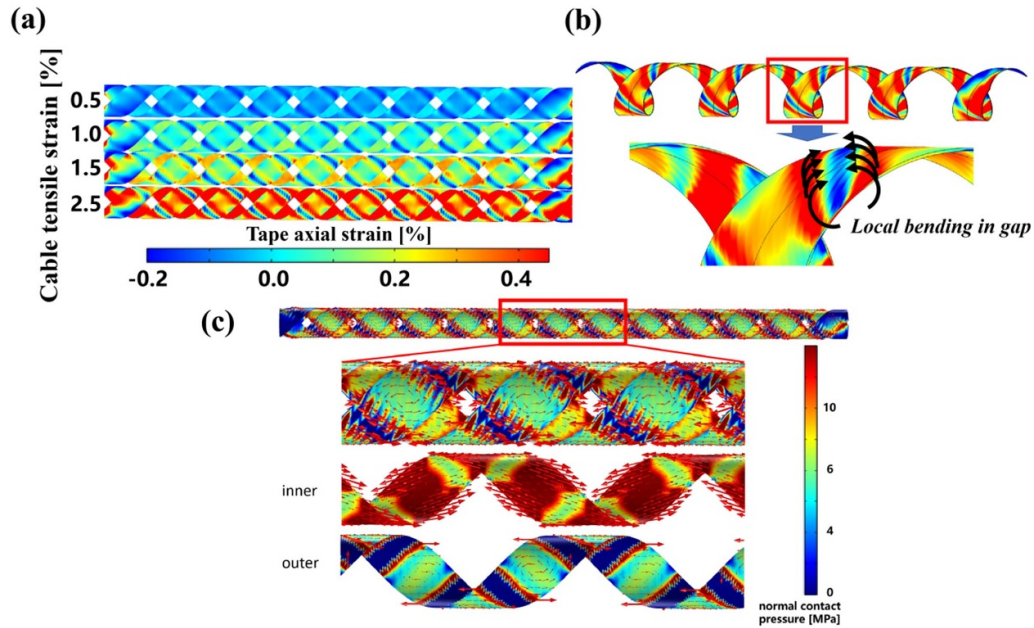 (a)
Cable tensile strain [%]
0.5
1.0
1.5
2.5
Tape axial strain [%]
-0.2 0.0 0.2 0.4
(b)
Local bending in gap
(c)
inner
outer
10
6
4
0
normal contact
pressure [MPa]